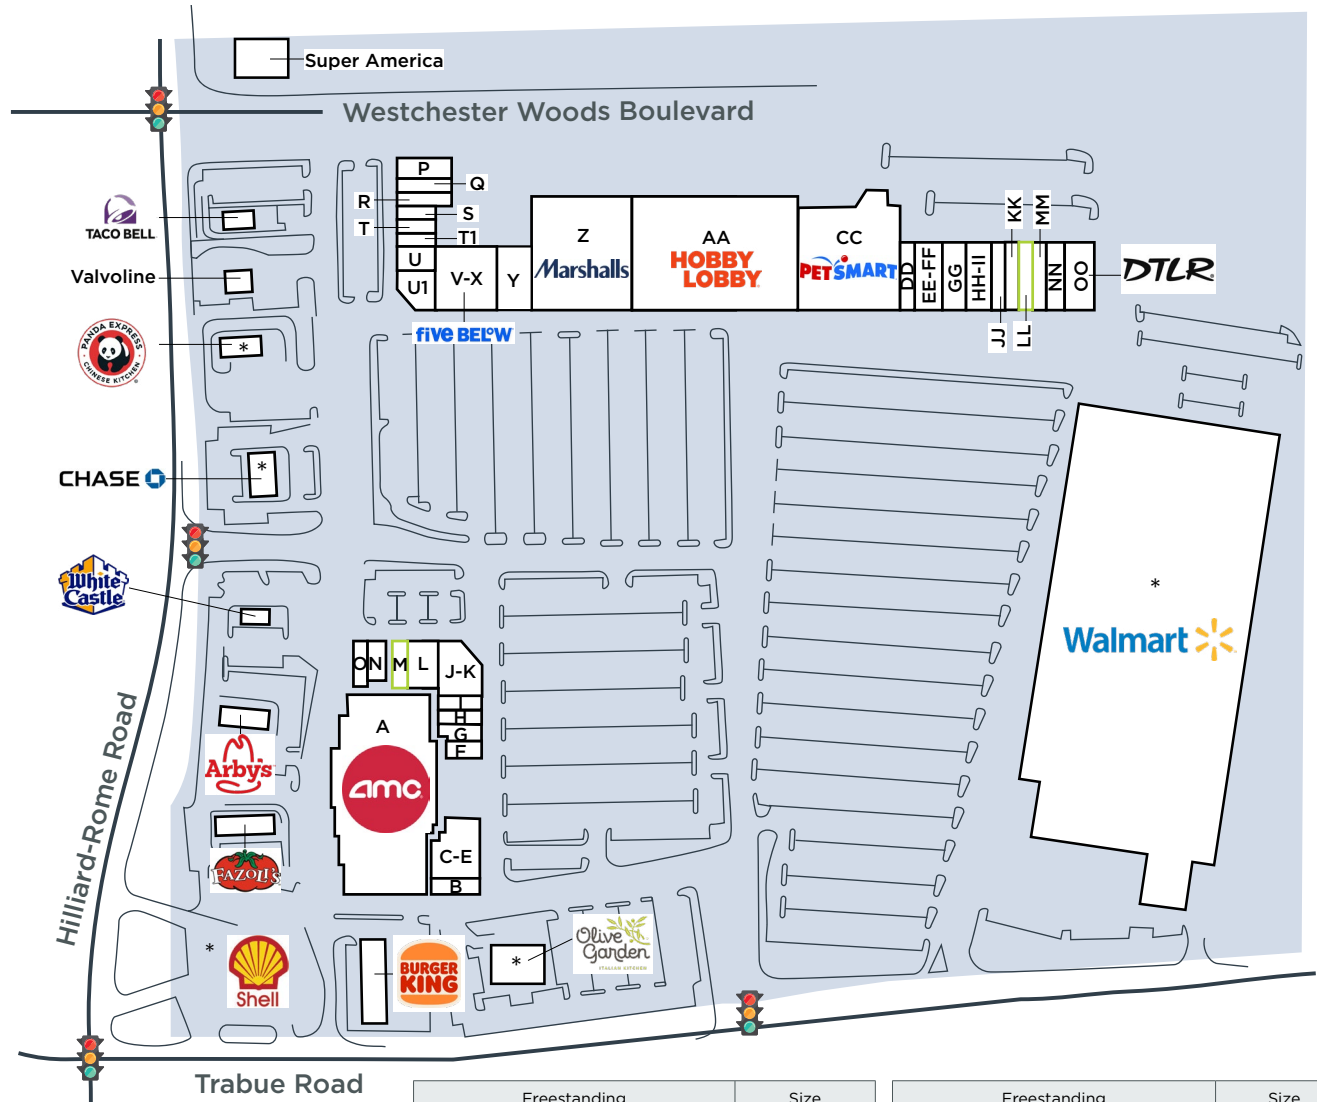 Super America
Westchester Woods Boulevard
P
Q
R
S
T
T1
U
U1
V-X
Y
five BELOW
Z
Marshalls
AA
HOBBY
LOBBY
CC
PETSMART
DD
EE-FF
GG
HH-II
JJ
KK
LL
MM
NN
OO
DTLR
TACO BELL
Valvoline
PANDA EXPRESS
CHINESE KITCHEN
*
CHASE
*
White
Castle
*
Walmart
O
N
M
L
J-K
I
H
G
F
A
amc
C-E
B
Arby's
FAZOLI'S
Hilliard-Rome Road
*
Shell
BURGER
KING
*
Olive
Garden
ITALIAN KITCHEN
Trabue Road
Freestanding
Size
Freestanding
Size